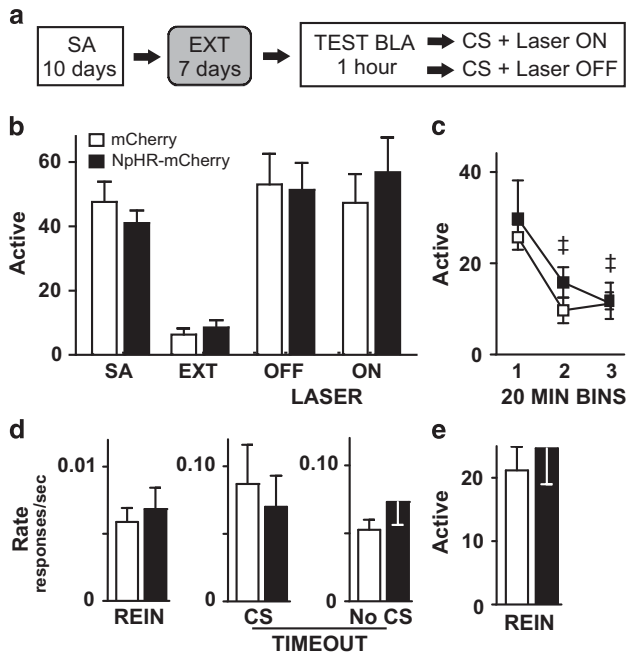 a
SA
10 days
EXT
7 days
TEST BLA
1 hour
CS + Laser ON
CS + Laser OFF
b
mCherry
NpHR-mCherry
Active
60
40
20
0
SA EXT OFF ON
LASER
c
40
20
0
‡ ‡
1 2 3
20 MIN BINS
d
Rate
responses/sec
0.01
0
REIN
0.10
0
CS
0.10
0
No CS
TIMEOUT
e
Active
20
10
0
REIN